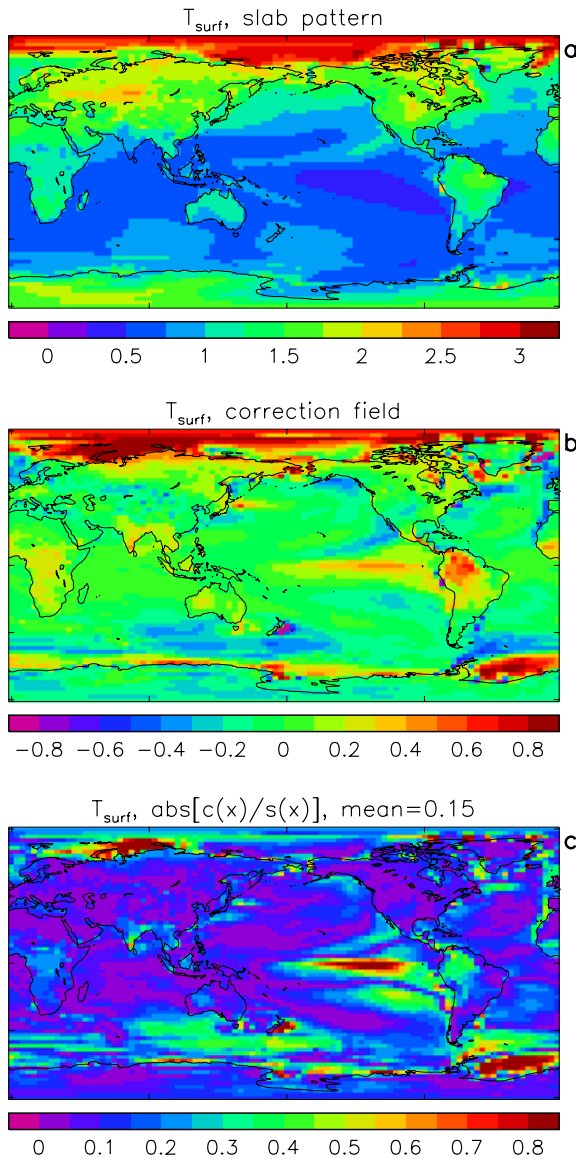 T_surf, slab pattern
a
0 0.5 1 1.5 2 2.5 3
T_surf, correction field
b
−0.8 −0.6 −0.4 −0.2 0 0.2 0.4 0.6 0.8
T_surf, abs[c(x)/s(x)], mean=0.15
c
0 0.1 0.2 0.3 0.4 0.5 0.6 0.7 0.8